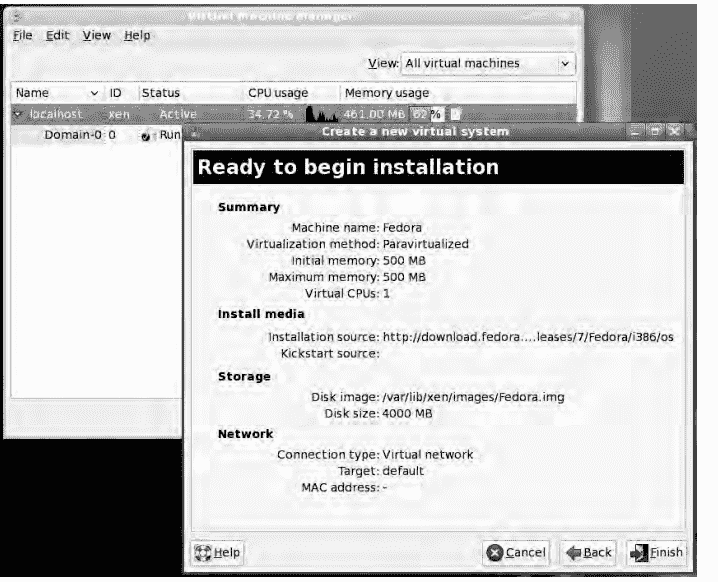 Virtual Machine Manager
File Edit View Help
View: All virtual machines
Name ID Status CPU usage Memory usage
localhost xen Active 34.72 % 461.00 MB 62 %
Domain-0 0 Run
Create a new virtual system
Ready to begin installation
Summary
Machine name: Fedora
Virtualization method: Paravirtualized
Initial memory: 500 MB
Maximum memory: 500 MB
Virtual CPUs: 1
Install media
Installation source: http://download.fedora....leases/7/Fedora/i386/os
Kickstart source:
Storage
Disk image: /var/lib/xen/images/Fedora.img
Disk size: 4000 MB
Network
Connection type: Virtual network
Target: default
MAC address: -
Help Cancel Back Finish